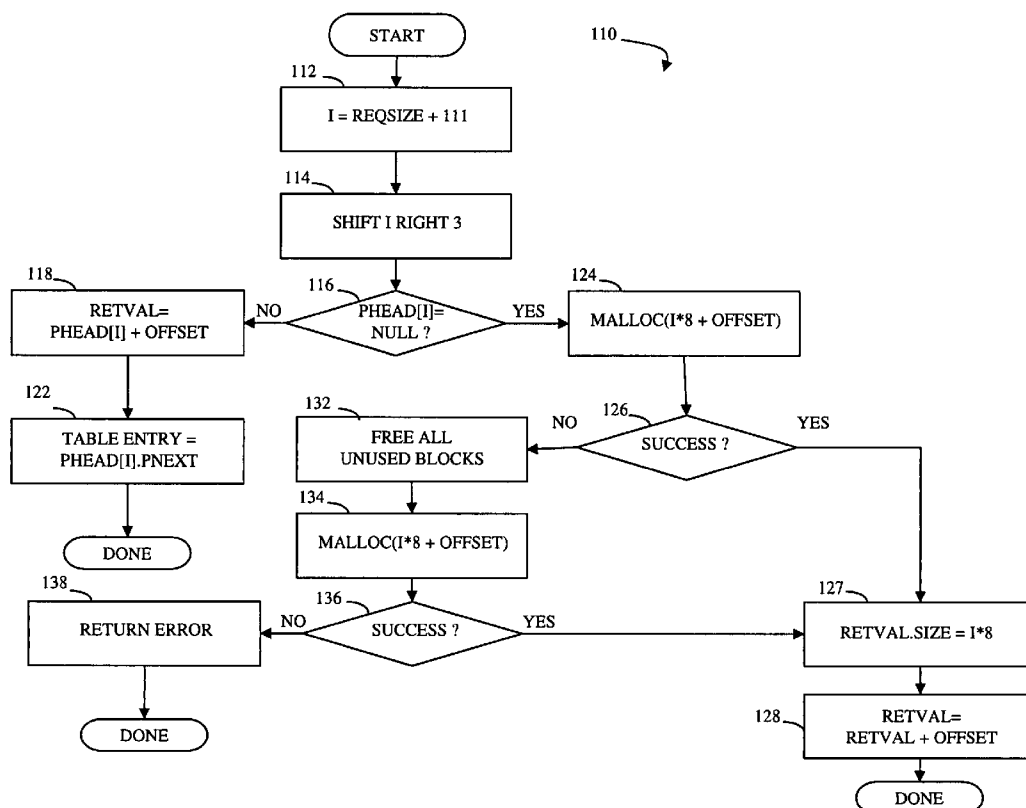 START
110
112
I = REQSIZE + 111
114
SHIFT I RIGHT 3
116
PHEAD[I]=
NULL ?
NO
YES
118
RETVAL=
PHEAD[I] + OFFSET
124
MALLOC(I*8 + OFFSET)
122
TABLE ENTRY =
PHEAD[I].PNEXT
DONE
126
SUCCESS ?
NO
YES
132
FREE ALL
UNUSED BLOCKS
134
MALLOC(I*8 + OFFSET)
136
SUCCESS ?
NO
YES
138
RETURN ERROR
DONE
127
RETVAL.SIZE = I*8
128
RETVAL=
RETVAL + OFFSET
DONE